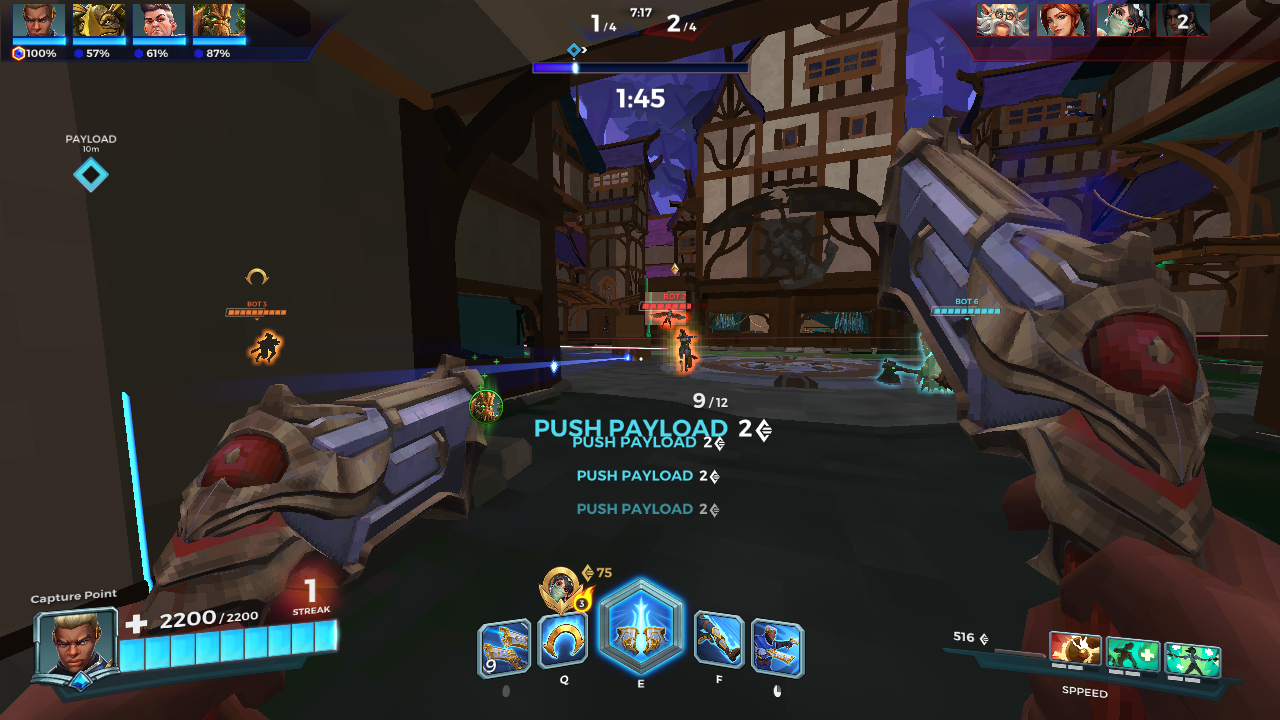 100%
57%
61%
87%
1/4
7:17
2/4
2
1:45
PAYLOAD
10m
BOT 3
BOT 6
9/12
PUSH PAYLOAD 2
PUSH PAYLOAD 2
PUSH PAYLOAD 2
PUSH PAYLOAD 2
Capture Point
2200/2200
1
STREAK
75
3
9
Q
E
F
516
SPPEED